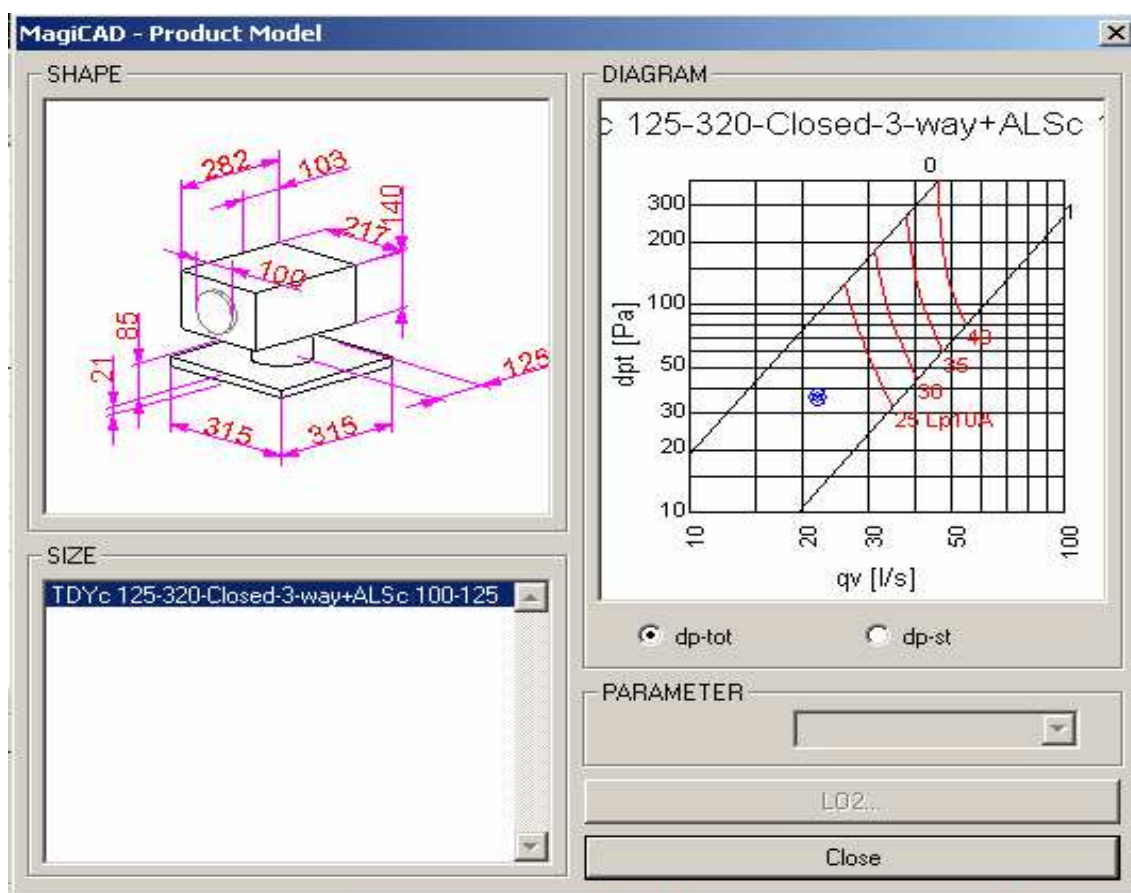 MagiCAD - Product Model
SHAPE
282
103
140
217
100
85
21
125
315
315
SIZE
TDYc 125-320-Closed-3-way+ALSc 100-125
DIAGRAM
c 125-320-Closed-3-way+ALSc
0
1
300
200
100
50
30
20
10
dpt [Pa]
40
35
30
25 Lp10A
10
20
30
50
100
qv [l/s]
dp-tot
dp-st
PARAMETER
LO2...
Close